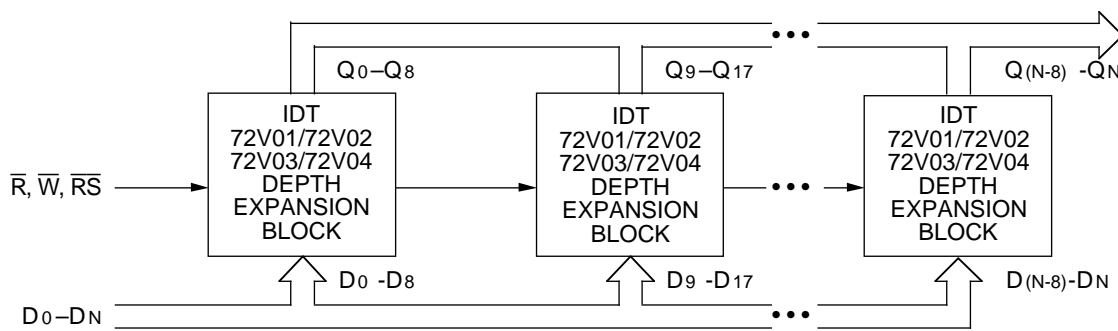 •••
Q0–Q8
Q9–Q17
Q(N-8) -QN
IDT
72V01/72V02
72V03/72V04
DEPTH
EXPANSION
BLOCK
IDT
72V01/72V02
72V03/72V04
DEPTH
EXPANSION
BLOCK
IDT
72V01/72V02
72V03/72V04
DEPTH
EXPANSION
BLOCK
R̅, W̅, R̅S̅
•••
D0 -D8
D9 -D17
D(N-8)-DN
D0–DN
•••